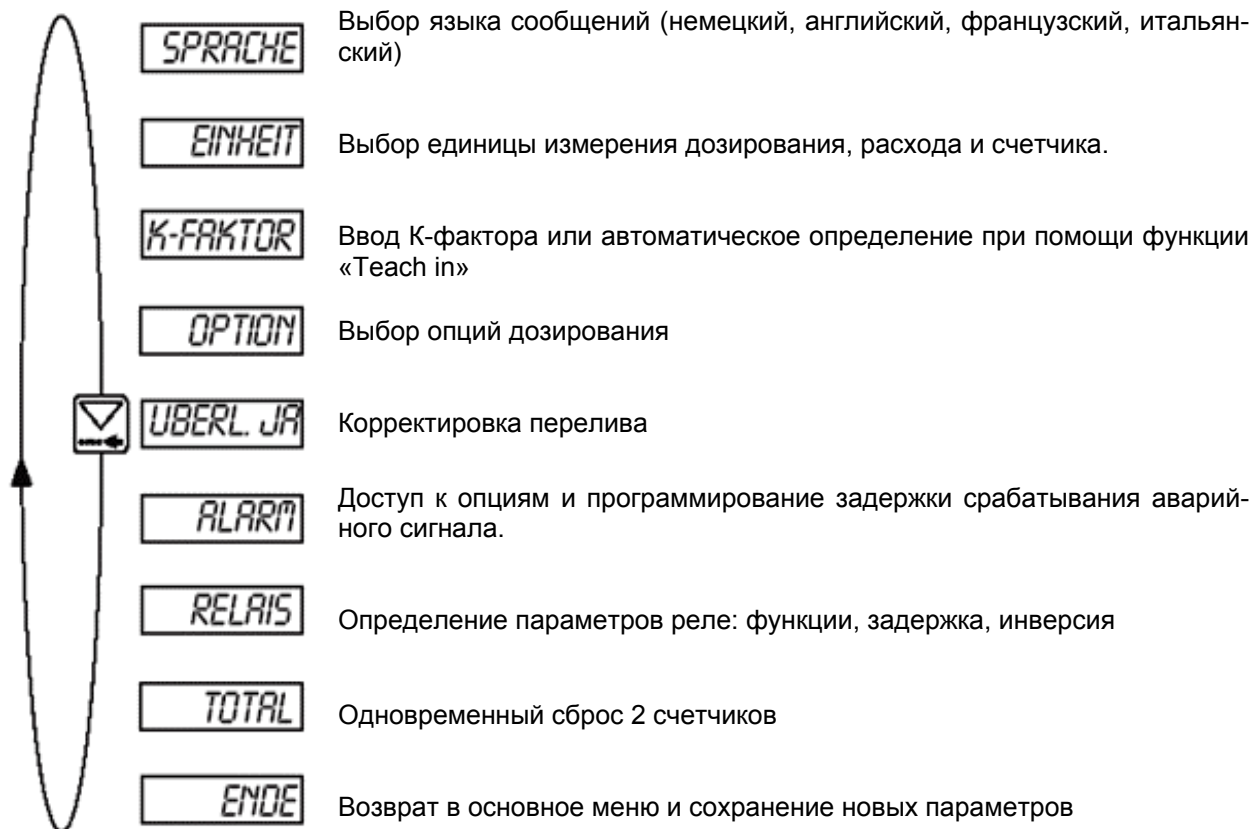 SPRACHE
Выбор языка сообщений (немецкий, английский, французский, итальян-
ский)
EINHEIT
Выбор единицы измерения дозирования, расхода и счетчика.
K-FAKTOR
Ввод К-фактора или автоматическое определение при помощи функции
«Teach in»
OPTION
Выбор опций дозирования
UBERL. JA
Корректировка перелива
ALARM
Доступ к опциям и программирование задержки срабатывания аварий-
ного сигнала.
RELAIS
Определение параметров реле: функции, задержка, инверсия
TOTAL
Одновременный сброс 2 счетчиков
ENDE
Возврат в основное меню и сохранение новых параметров